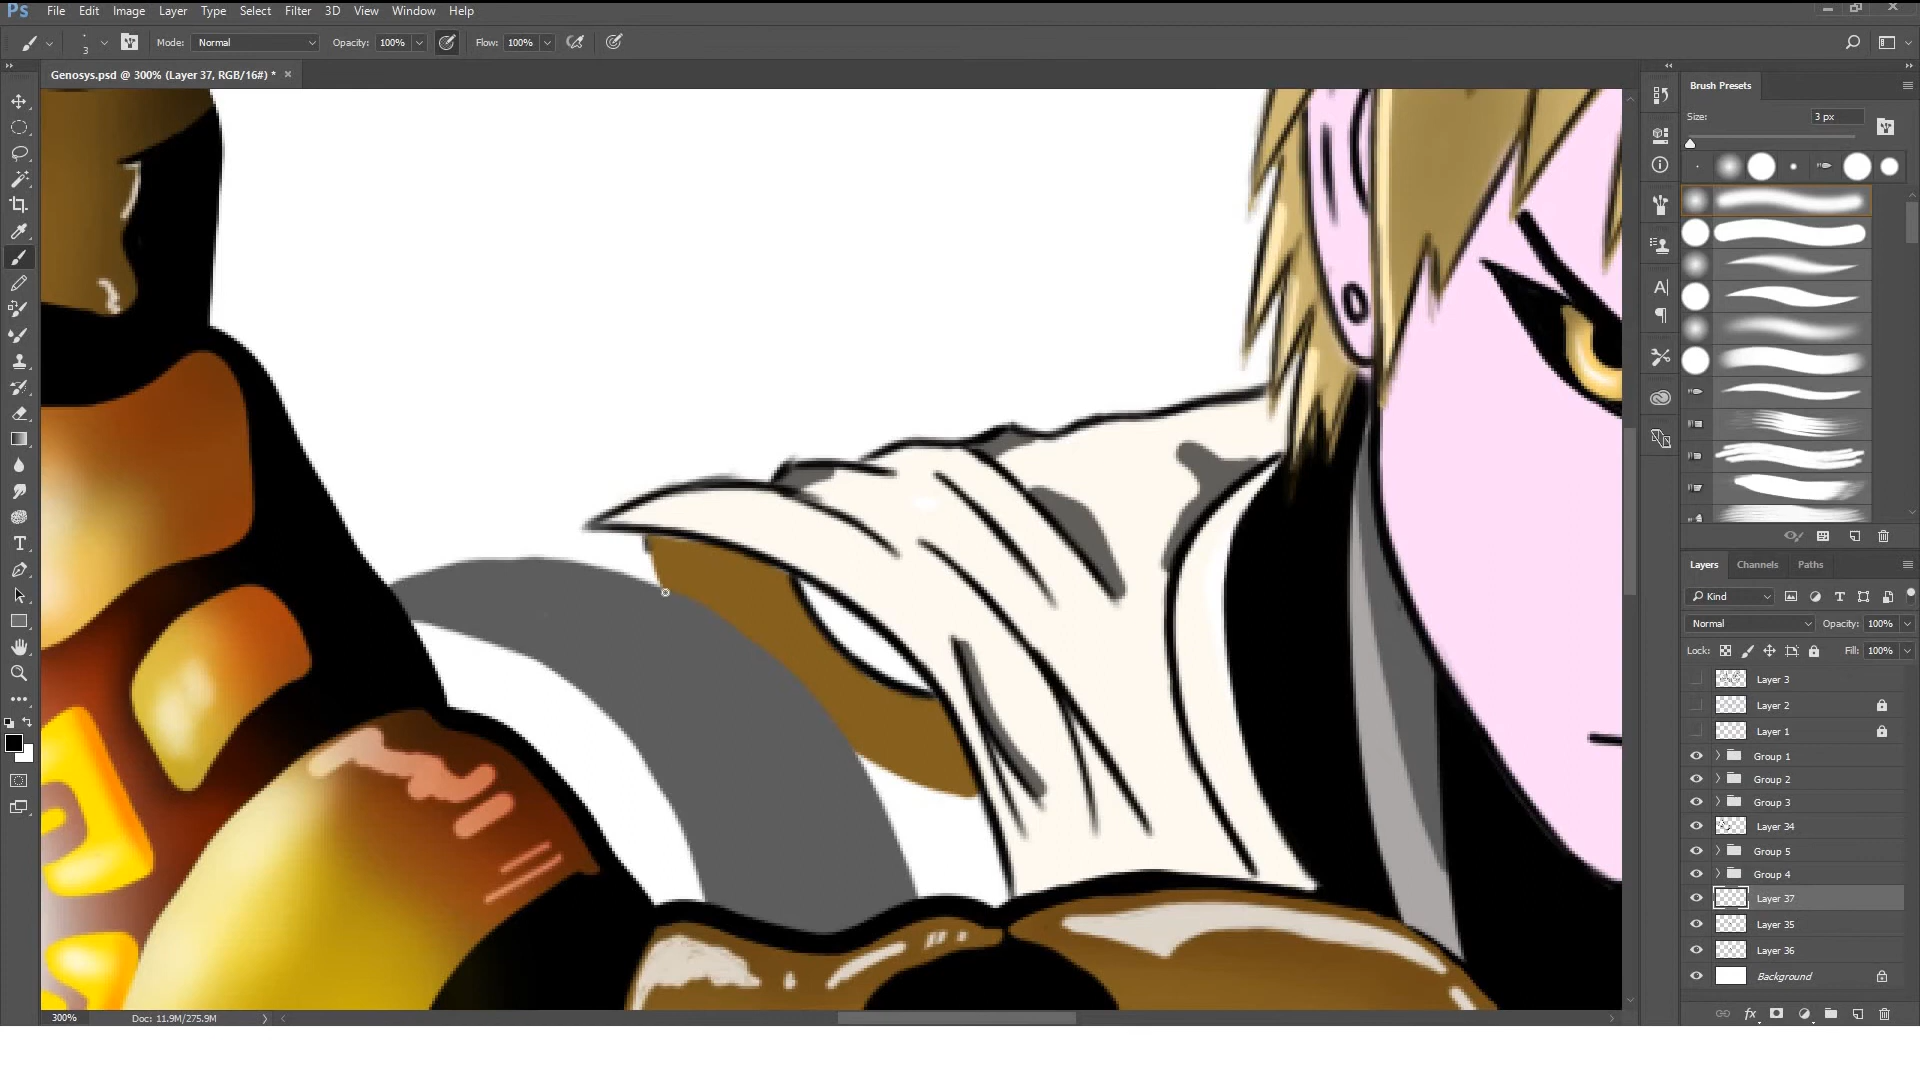 Ps File Edit Image Layer Type Select Filter 3D View Window Help
3 Mode: Normal Opacity: 100% Flow: 100%
Genosys.psd @ 300% (Layer 37, RGB/16#) * ×
Brush Presets
Size: 3 px
Layers Channels Paths
Kind
Normal Opacity: 100%
Lock: Fill: 100%
Layer 3
Layer 2
Layer 1
Group 1
Group 2
Group 3
Layer 34
Group 5
Group 4
Layer 37
Layer 35
Layer 36
Background
300% Doc: 11.9M/275.9M